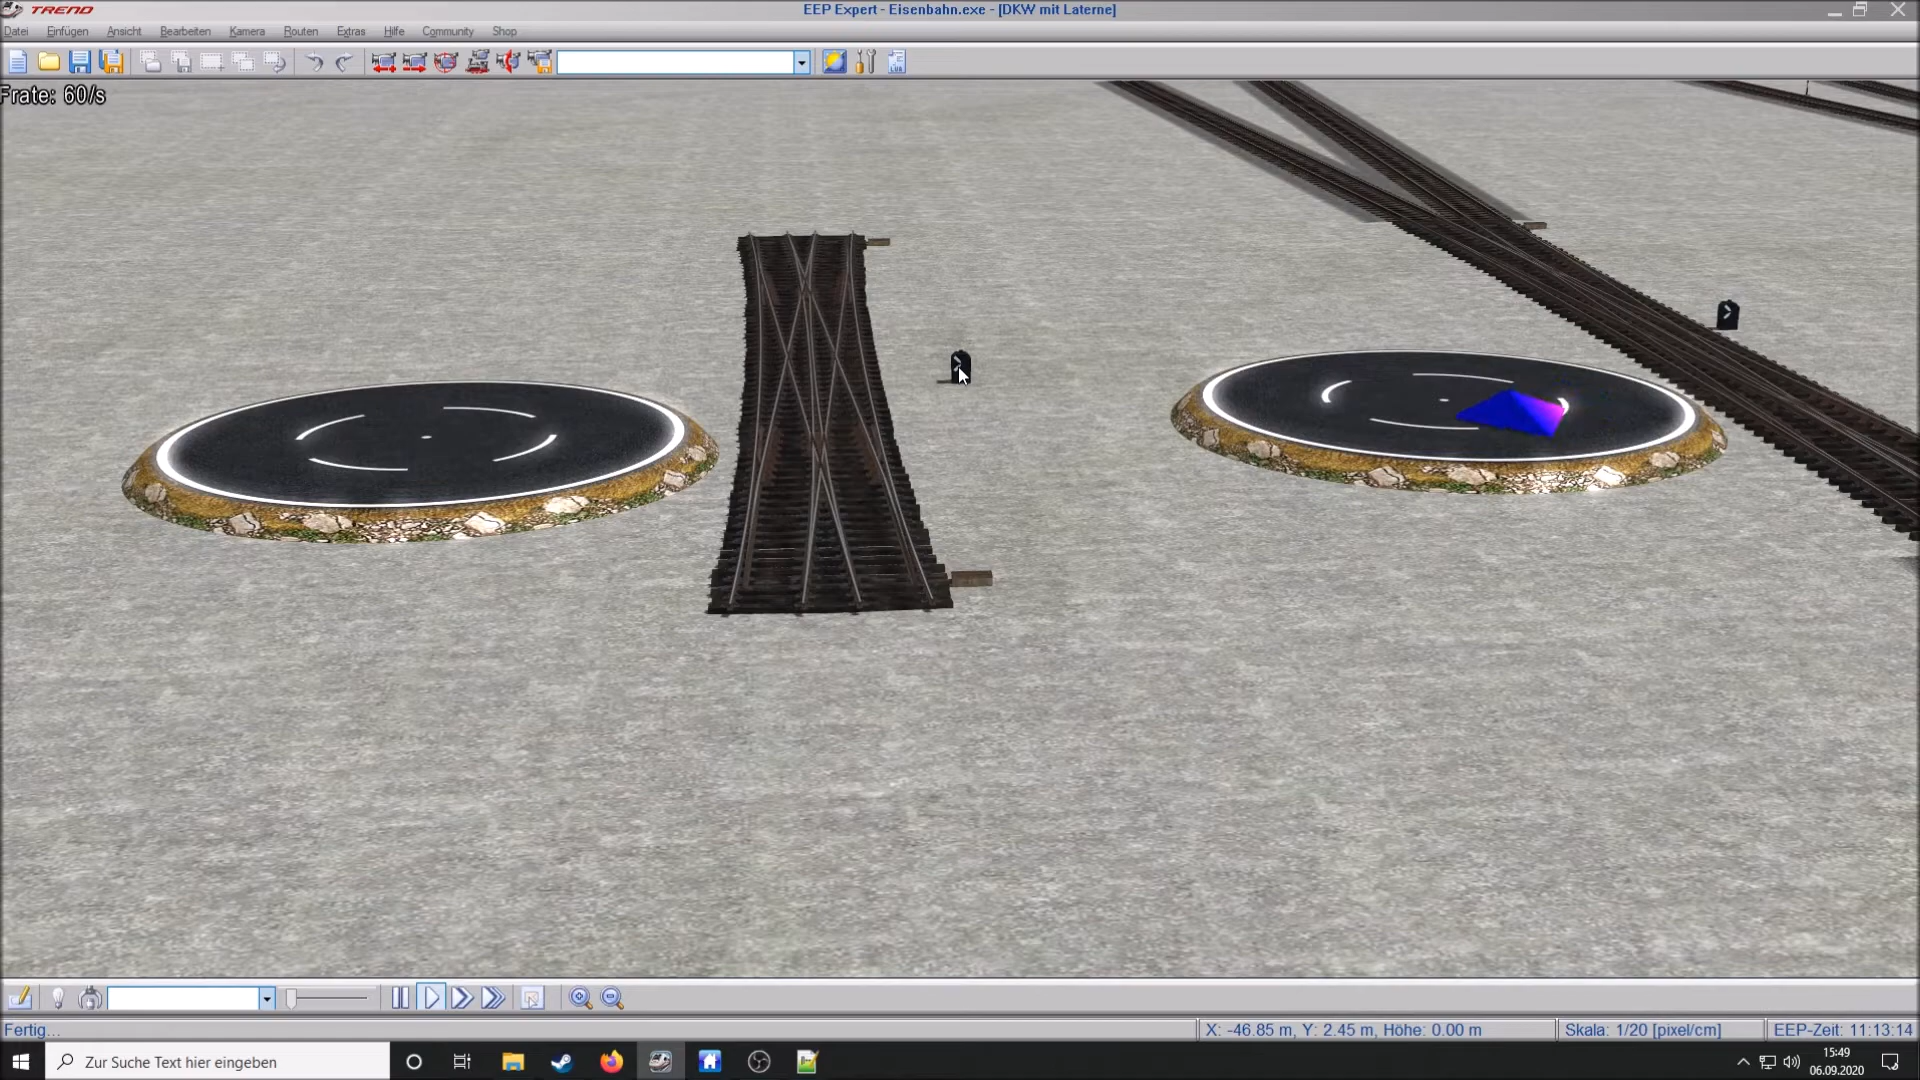 TREND
EEP Expert - Eisenbahn.exe - [DKW mit Laterne]
Datei Einfügen Ansicht Bearbeiten Kamera Routen Extras Hilfe Community Shop
LUA
Frate: 60/s
Fertig...
X: -46.85 m, Y: 2.45 m, Höhe: 0.00 m
Skala: 1/20 [pixel/cm]
EEP-Zeit: 11:13:14
Zur Suche Text hier eingeben
15:49
06.09.2020